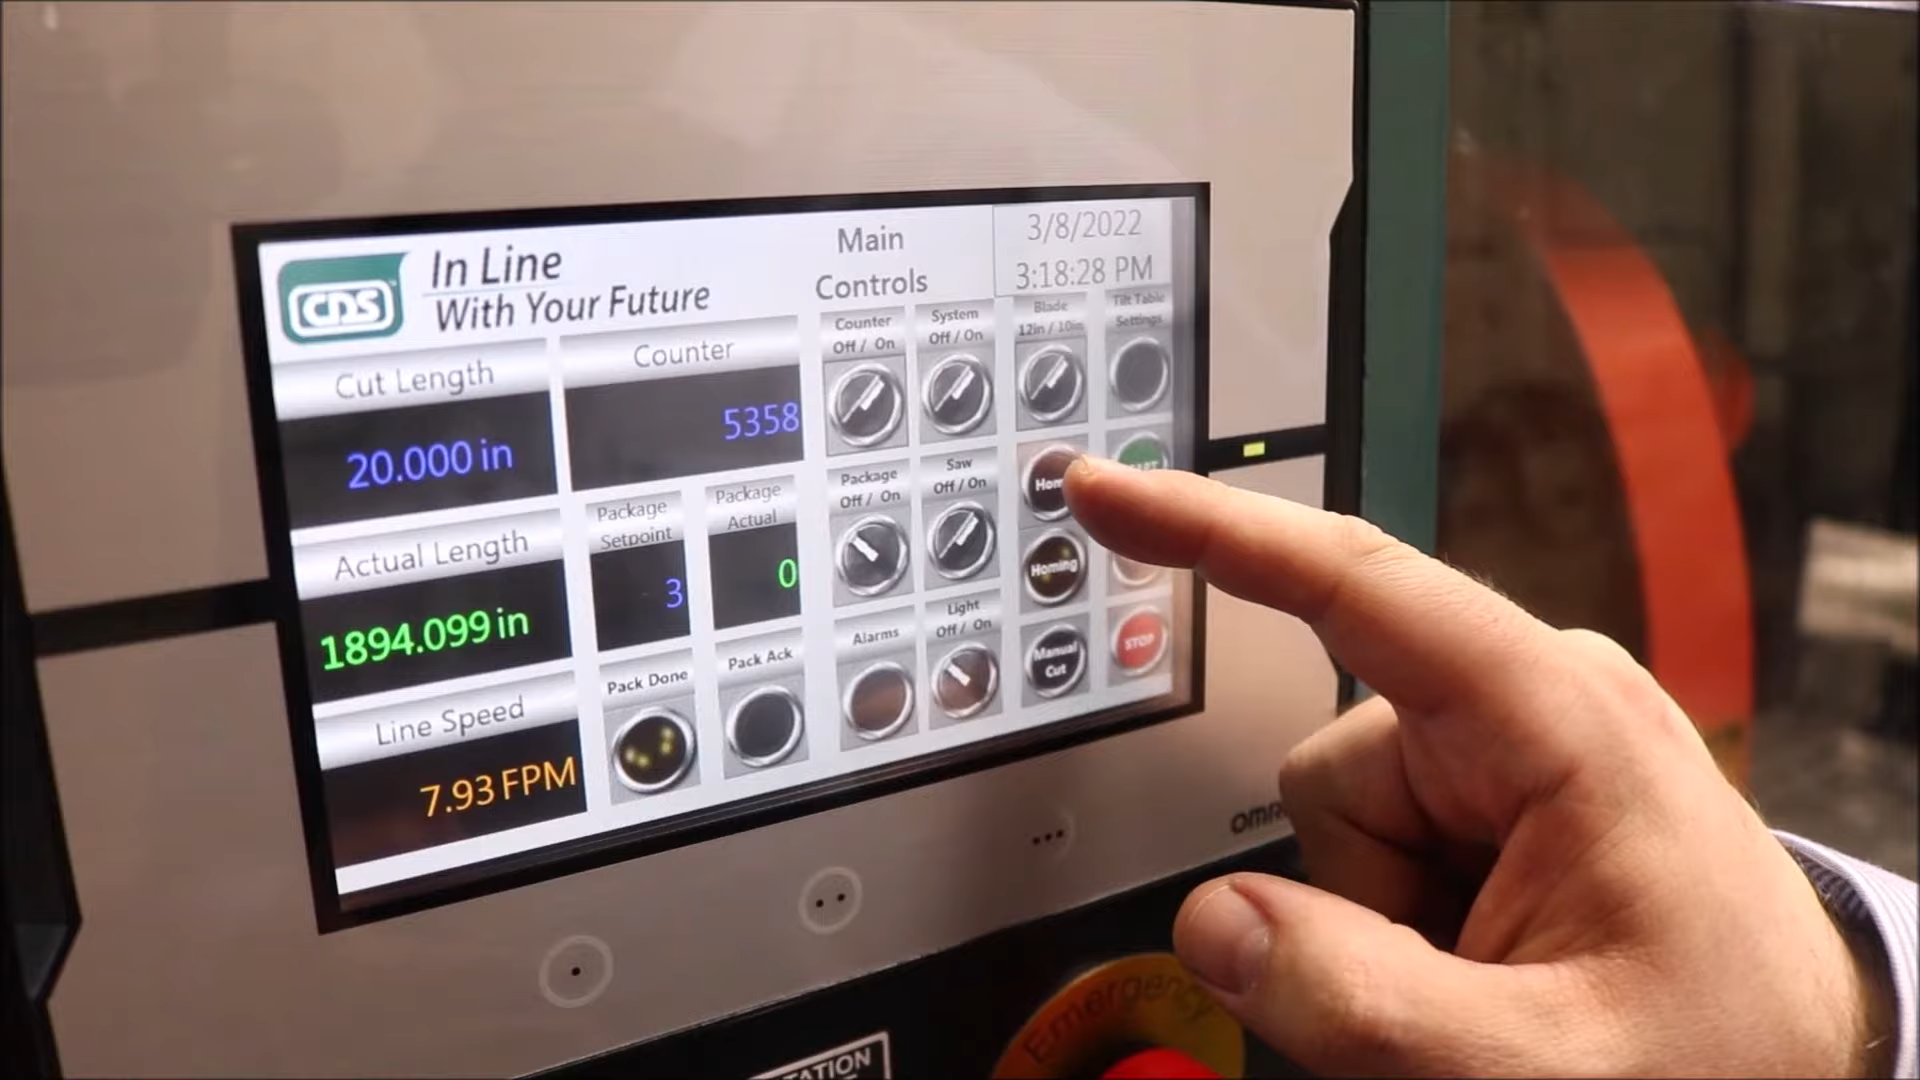 CDS
In Line
With Your Future
Main
Controls
3/8/2022
3:18:28 PM
Cut Length
20.000 in
Counter
5358
Actual Length
1894.099 in
Package
Setpoint
3
Package
Actual
0
Line Speed
7.93 FPM
Pack Done
Pack Ack
Counter
Off / On
System
Off / On
Blade
12in / 10in
Tilt Table
Settings
Package
Off / On
Saw
Off / On
Homing
Alarms
Light
Off / On
Manual
Cut
STOP
Emergency